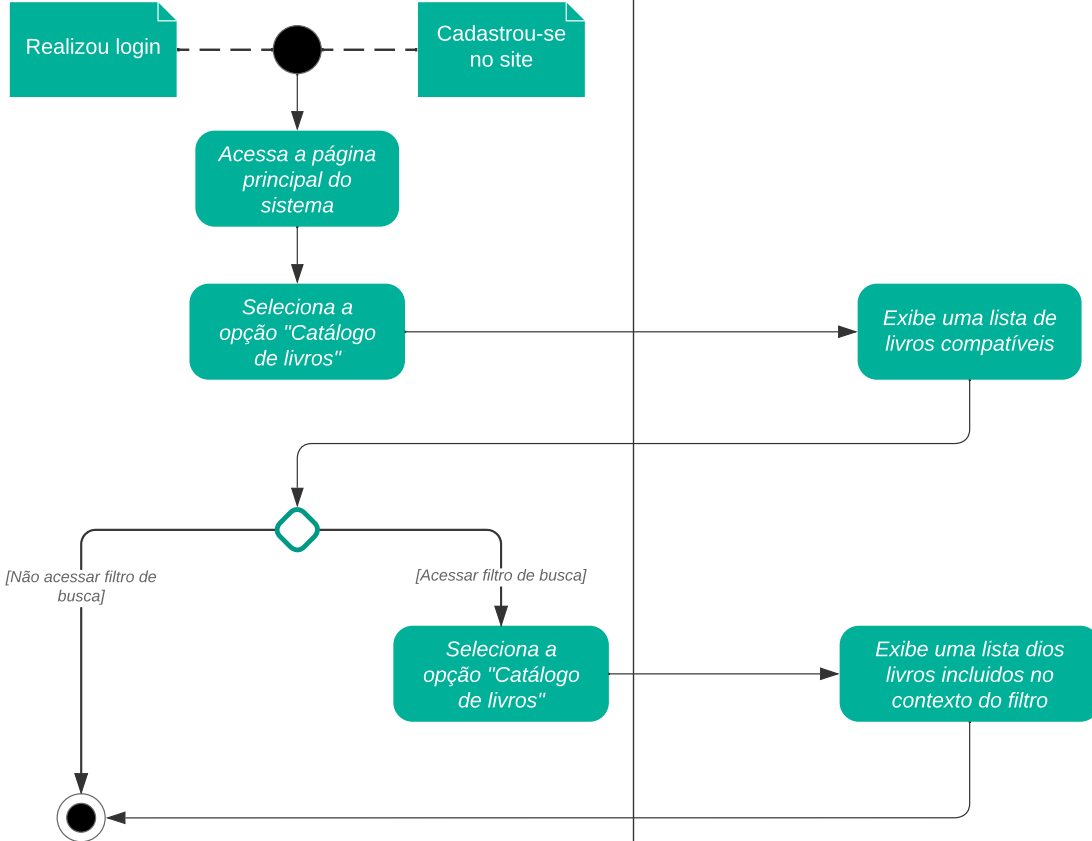 Realizou login
Cadastrou-se
no site
Acessa a página
principal do
sistema
Seleciona a
opção "Catálogo
de livros"
Exibe uma lista de
livros compatíveis
[Não acessar filtro de
busca]
[Acessar filtro de busca]
Seleciona a
opção "Catálogo
de livros"
Exibe uma lista dios
livros incluidos no
contexto do filtro